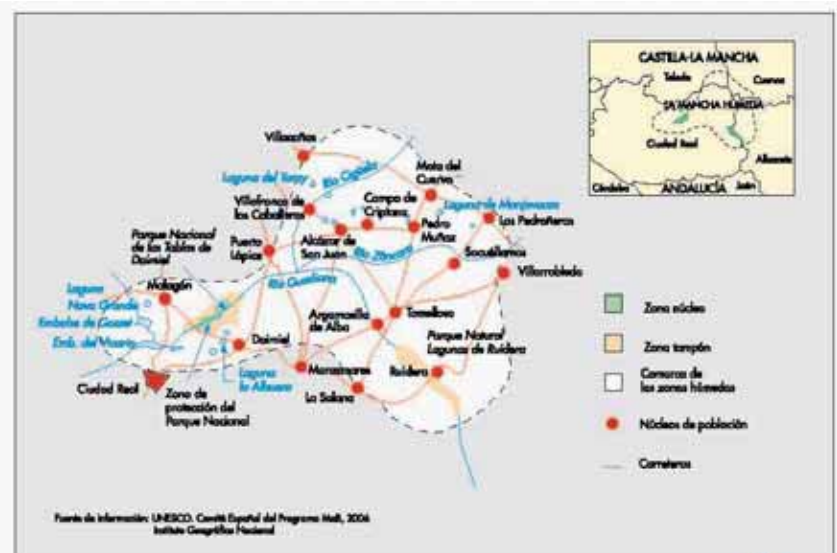 CASTILLA-LA MANCHA
Toledo
Cuenca
LA MANCHA HÚMEDA
Ciudad Real
Albacete
Córdoba
Jaén
ANDALUCÍA
Villacañas
Río Cigüela
Laguna del Taray
Mota del
Cuervo
Villafranca de
los Caballeros
Campo de
Criptana
Laguna de Manjavacas
Las Pedroñeras
Parque Nacional
de las Tablas de
Daimiel
Puerto
Lápice
Alcázar de
San Juan
Pedro
Muñoz
Río Záncara
Socuéllamos
Villarrobledo
Río Guadiana
Malagón
Laguna
Nava Grande
Embalse de Gasset
Emb. del Vicario
Argamasilla
de Alba
Tomelloso
Daimiel
Parque Natural
Lagunas de Ruidera
Ciudad Real
Zona de
protección del
Parque Nacional
Laguna
la Albuera
Manzanares
La Solana
Ruidera
Zona núcleo
Zona tampón
Comarca de
las zonas húmedas
Núcleos de población
Carreteras
Fuente de información: UNESCO. Comité Español del Programa MaB, 2006
Instituto Geográfico Nacional